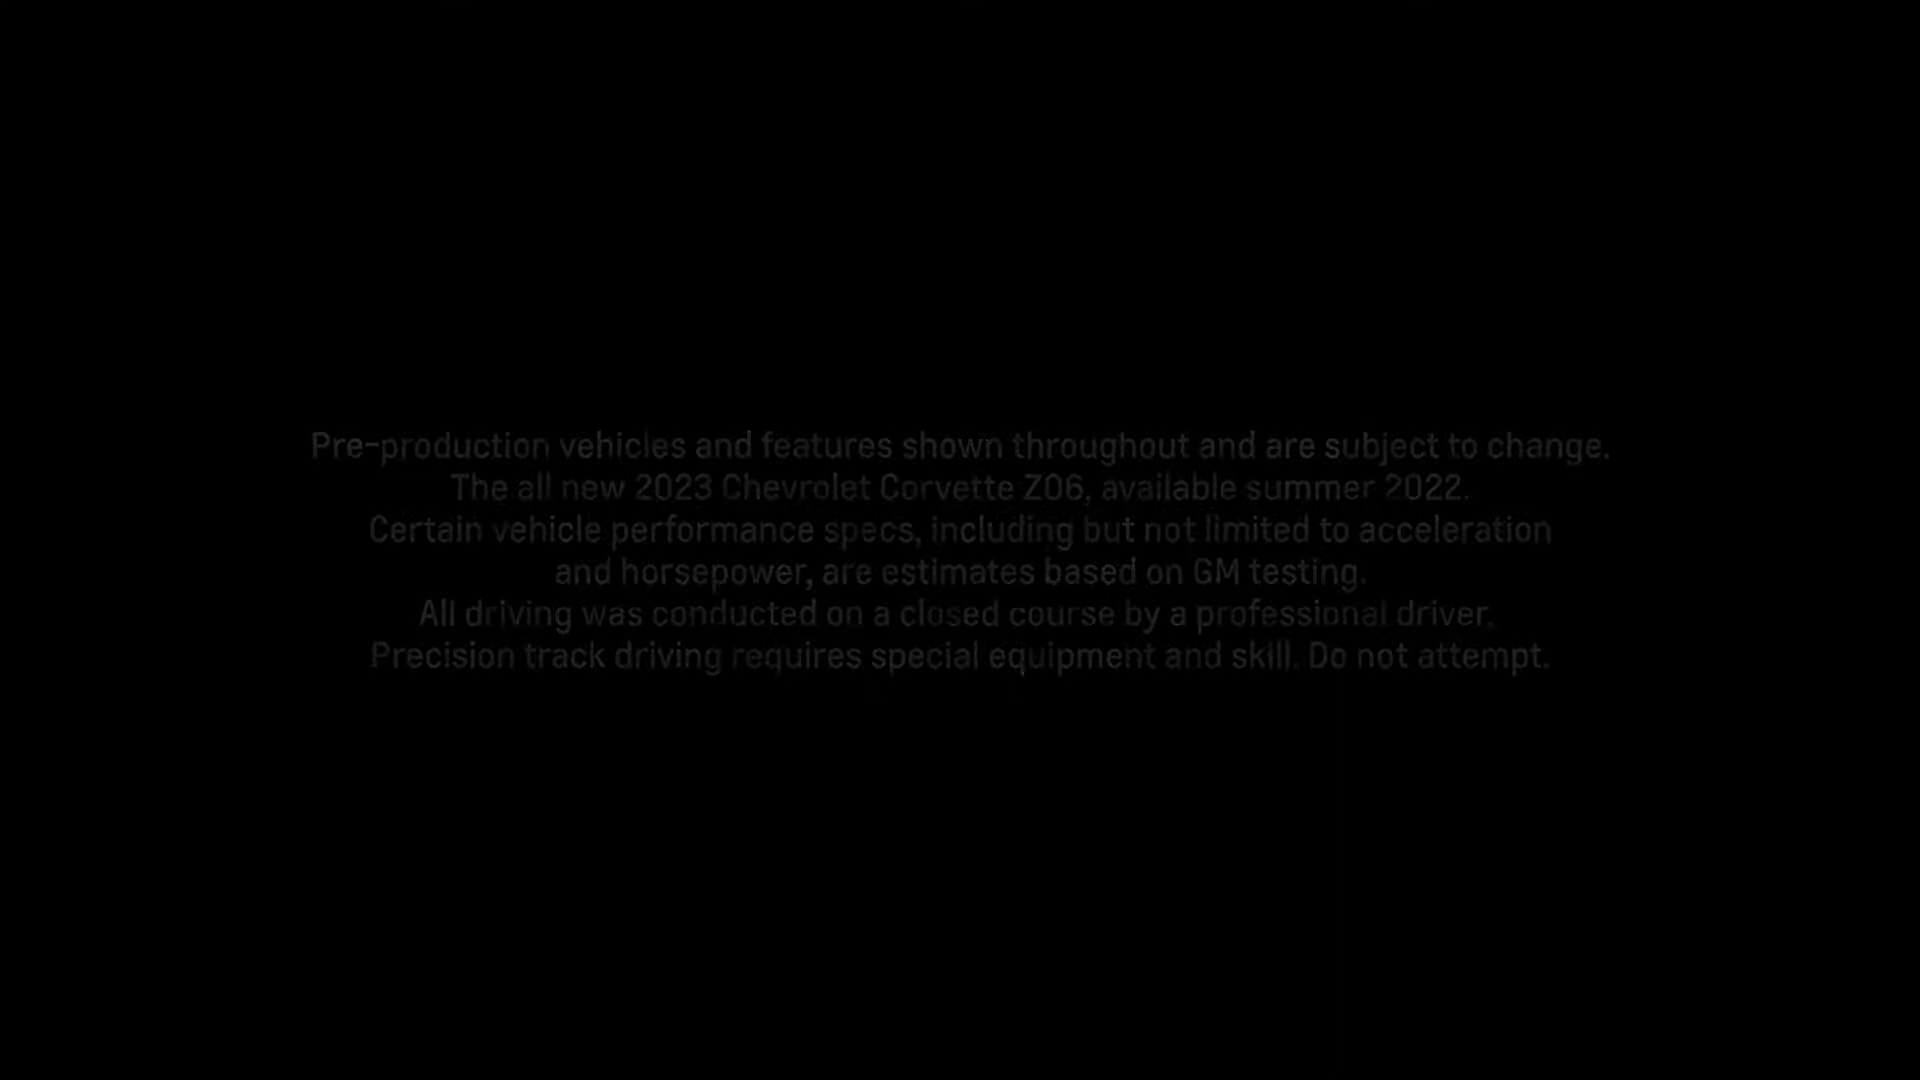 Pre-production vehicles and features shown throughout and are subject to change.
The all new 2023 Chevrolet Corvette Z06, available summer 2022.
Certain vehicle performance specs, including but not limited to acceleration
and horsepower, are estimates based on GM testing.
All driving was conducted on a closed course by a professional driver.
Precision track driving requires special equipment and skill. Do not attempt.